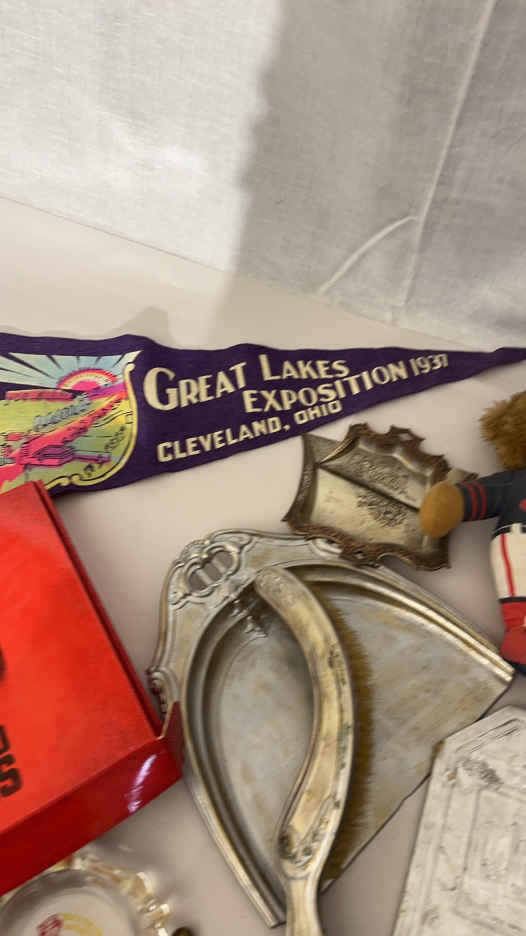 GREAT LAKES
EXPOSITION 1937
CLEVELAND, OHIO